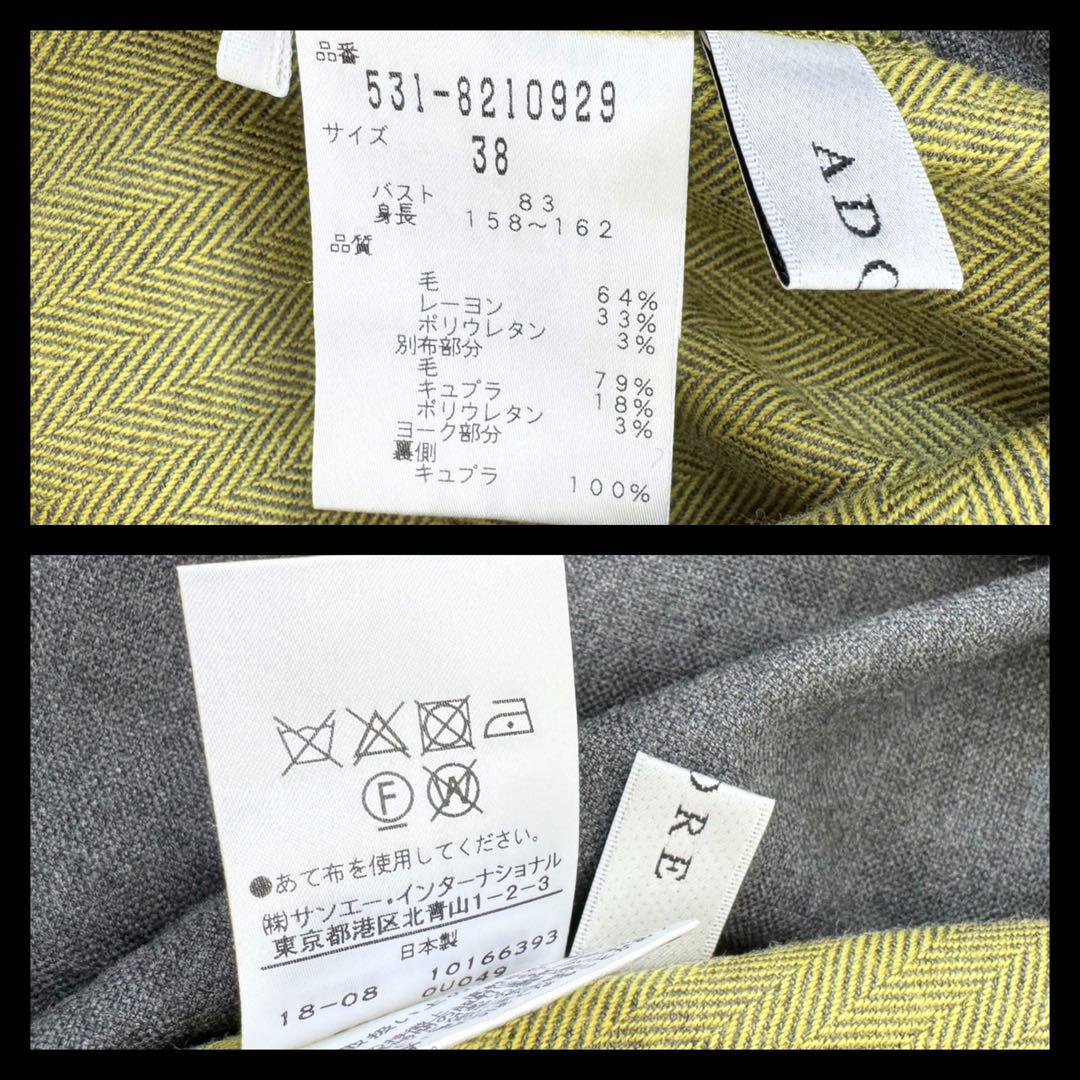 品番
531-8210929
サイズ
38
バスト 83
身長 158～162
品質
毛 64%
レーヨン 33%
ポリウレタン 3%
別布部分
毛 79%
キュプラ 18%
ポリウレタン 3%
ヨーク部分
裏側
キュプラ 100%
ADO
F
W
●あて布を使用してください。
㈱サンエー・インターナショナル
東京都港区北青山1-2-3
日本製
10166393
18-08 0U049
ORE